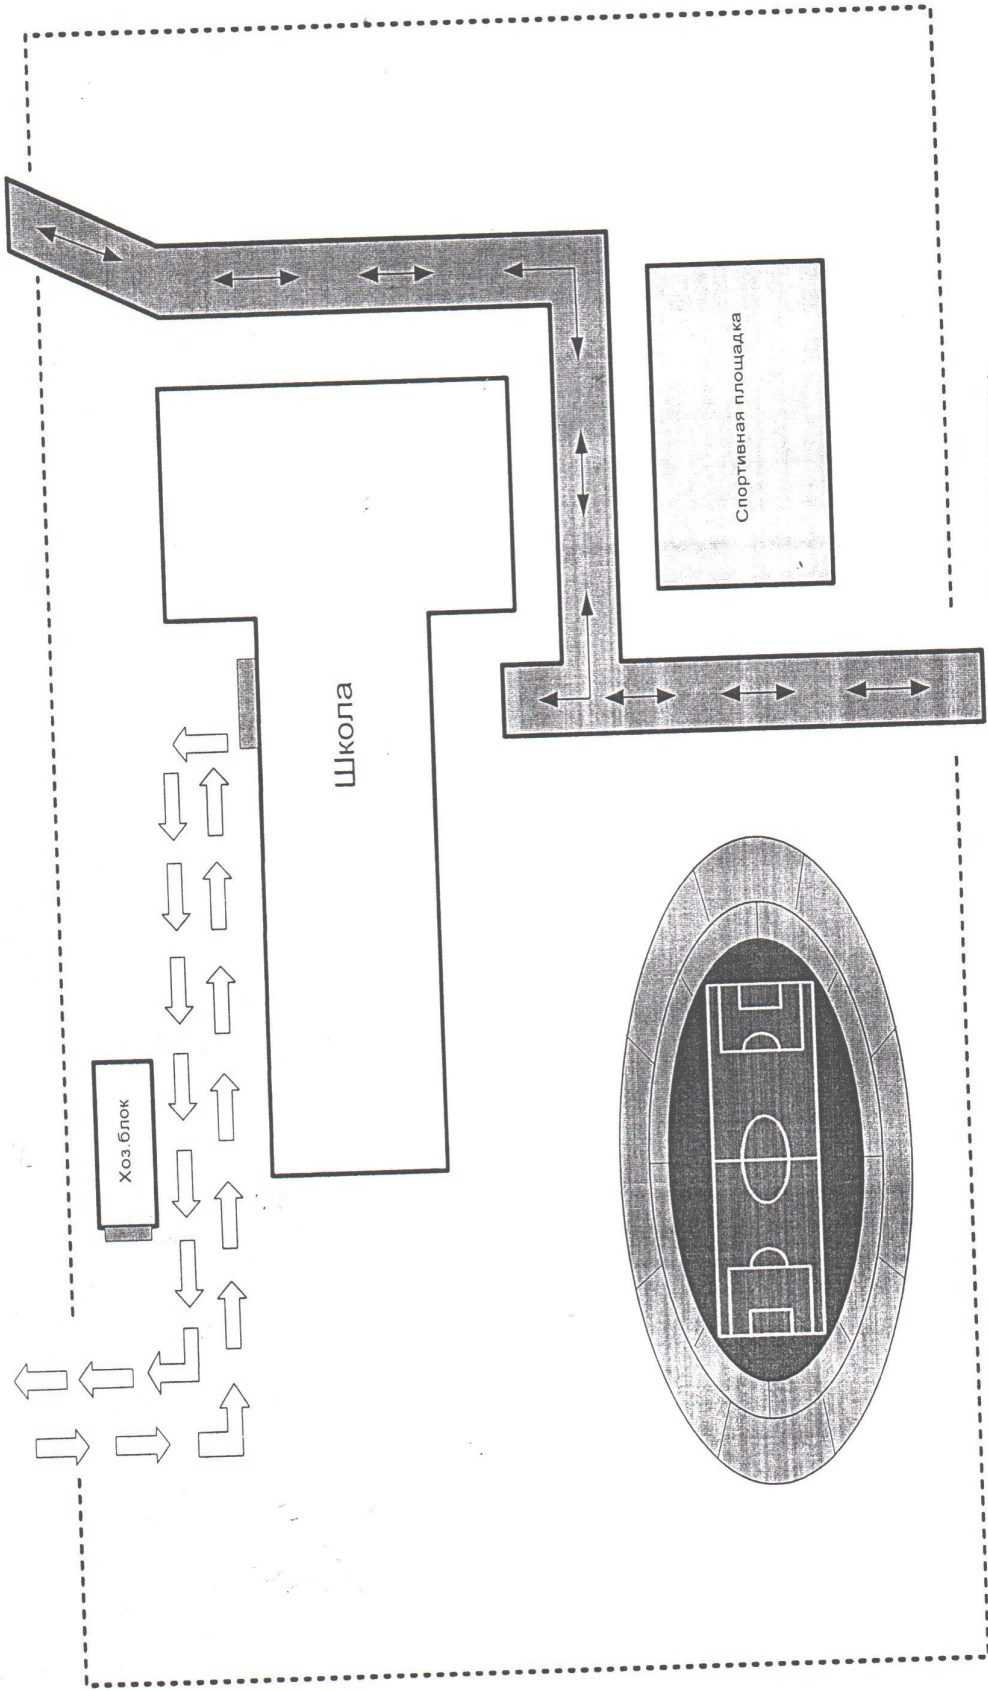 Школа
Хоз.блок
Спортивная площадка